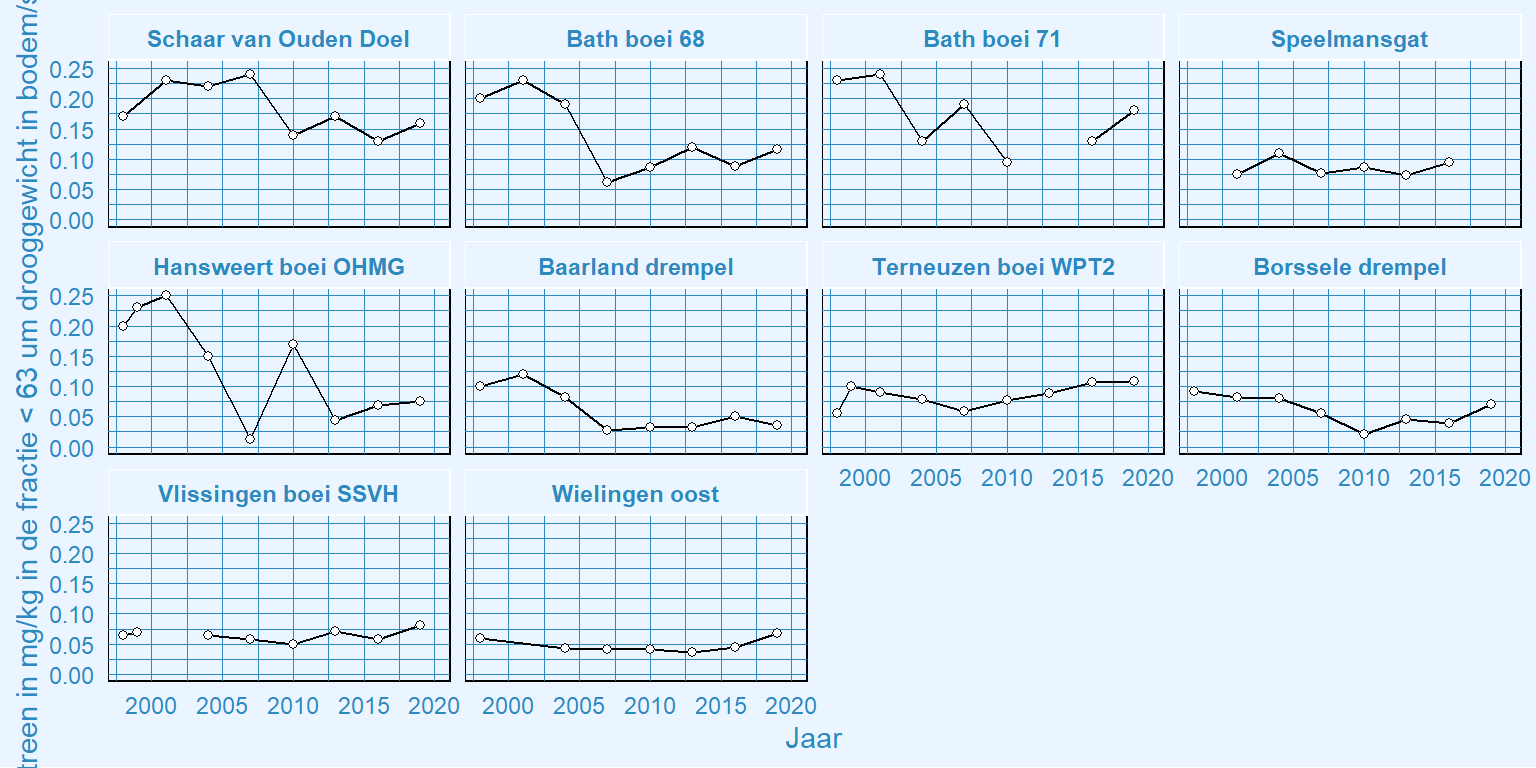 treen in mg/kg in de fractie < 63 um drooggewicht in bodem/s
Schaar van Ouden Doel
Bath boei 68
Bath boei 71
Speelmansgat
0.25
0.20
0.15
0.10
0.05
0.00
Hansweert boei OHMG
Baarland drempel
Terneuzen boei WPT2
Borssele drempel
0.25
0.20
0.15
0.10
0.05
0.00
2000 2005 2010 2015 2020
2000 2005 2010 2015 2020
Vlissingen boei SSVH
Wielingen oost
0.25
0.20
0.15
0.10
0.05
0.00
2000 2005 2010 2015 2020
2000 2005 2010 2015 2020
Jaar